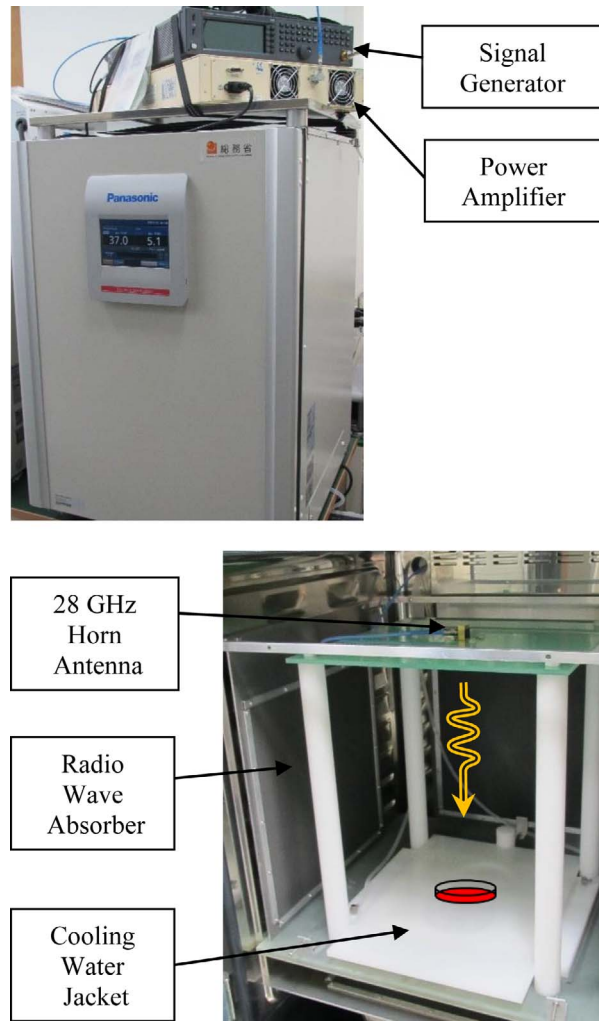 Signal
Generator
Power
Amplifier
総務省
Panasonic
37.0 5.1
28 GHz
Horn
Antenna
Radio
Wave
Absorber
Cooling
Water
Jacket